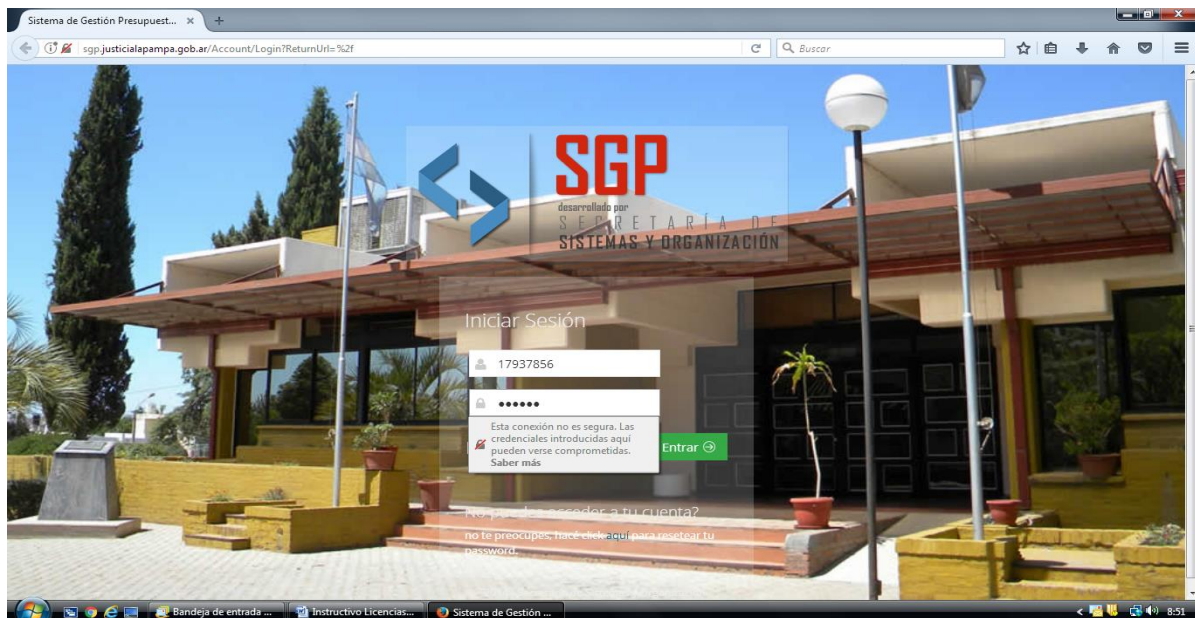 Sistema de Gestión Presupuest...
sgp.justicialapampa.gob.ar/Account/Login?ReturnUrl=%2f
Buscar
SGP
desarrollado por
SECRETARÍA DE
SISTEMAS Y ORGANIZACIÓN
Iniciar Sesión
17937856
Esta conexión no es segura. Las
credenciales introducidas aquí
pueden verse comprometidas.
Saber más
Entrar
No puedes acceder a tu cuenta?
no te preocupes, hacé click aquí para resetear tu
password.
Bandeja de entrada ...
Instructivo Licencias...
Sistema de Gestión ...
8:51